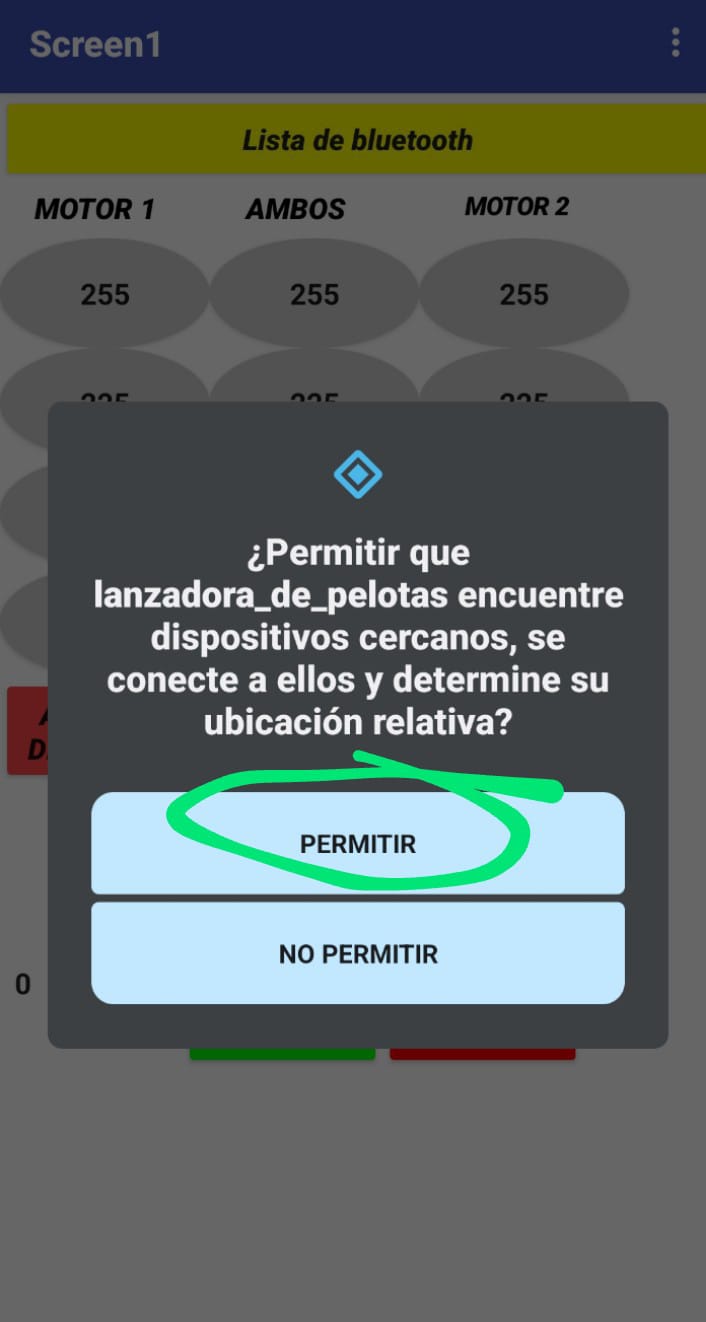 Screen1
Lista de bluetooth
MOTOR 1 AMBOS MOTOR 2
255 255 255
225 225 225
¿Permitir que
lanzadora_de_pelotas encuentre
dispositivos cercanos, se
conecte a ellos y determine su
ubicación relativa?
PERMITIR
NO PERMITIR
0